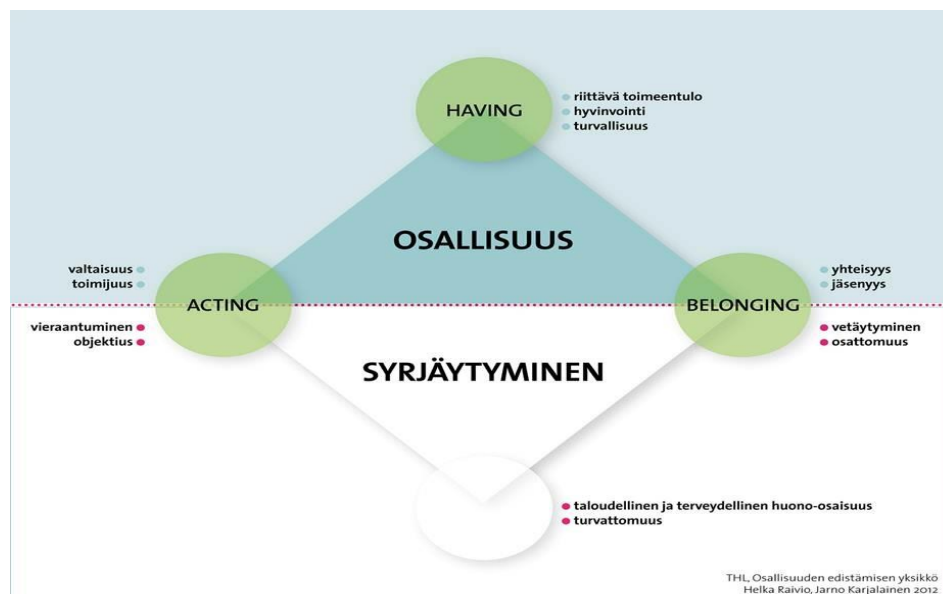 HAVING
riittävä toimeentulo
hyvinvointi
turvallisuus
OSALLISUUS
valtaisuus
toimijuus
yhteisyys
jäsenyys
ACTING
BELONGING
vieraantuminen
objektius
vetäytyminen
osattomuus
SYRJÄYTYMINEN
taloudellinen ja terveydellinen huono-osaisuus
turvattomuus
THL, Osallisuuden edistämisen yksikkö
Helka Raivio, Jarno Karjalainen 2012